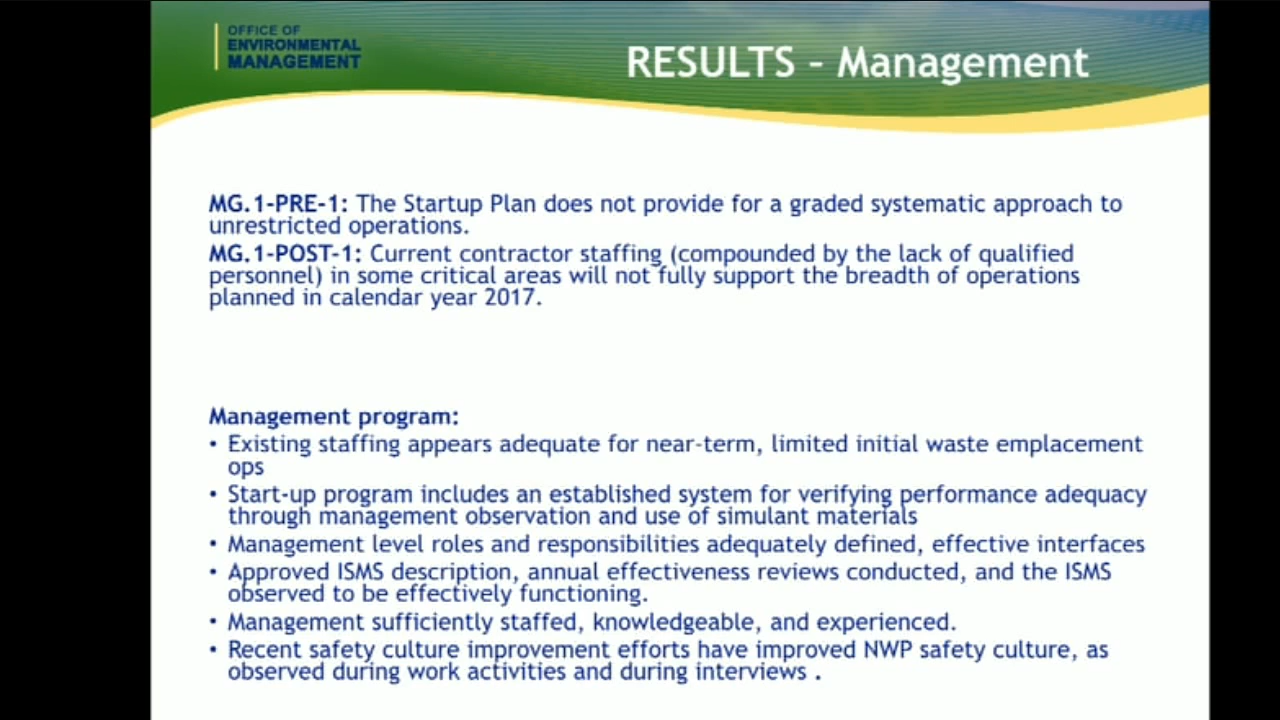 OFFICE OF
ENVIRONMENTAL
MANAGEMENT
RESULTS - Management
MG.1-PRE-1: The Startup Plan does not provide for a graded systematic approach to
unrestricted operations.
MG.1-POST-1: Current contractor staffing (compounded by the lack of qualified
personnel) in some critical areas will not fully support the breadth of operations
planned in calendar year 2017.
Management program:
• Existing staffing appears adequate for near-term, limited initial waste emplacement
ops
• Start-up program includes an established system for verifying performance adequacy
through management observation and use of simulant materials
• Management level roles and responsibilities adequately defined, effective interfaces
• Approved ISMS description, annual effectiveness reviews conducted, and the ISMS
observed to be effectively functioning.
• Management sufficiently staffed, knowledgeable, and experienced.
• Recent safety culture improvement efforts have improved NWP safety culture, as
observed during work activities and during interviews .